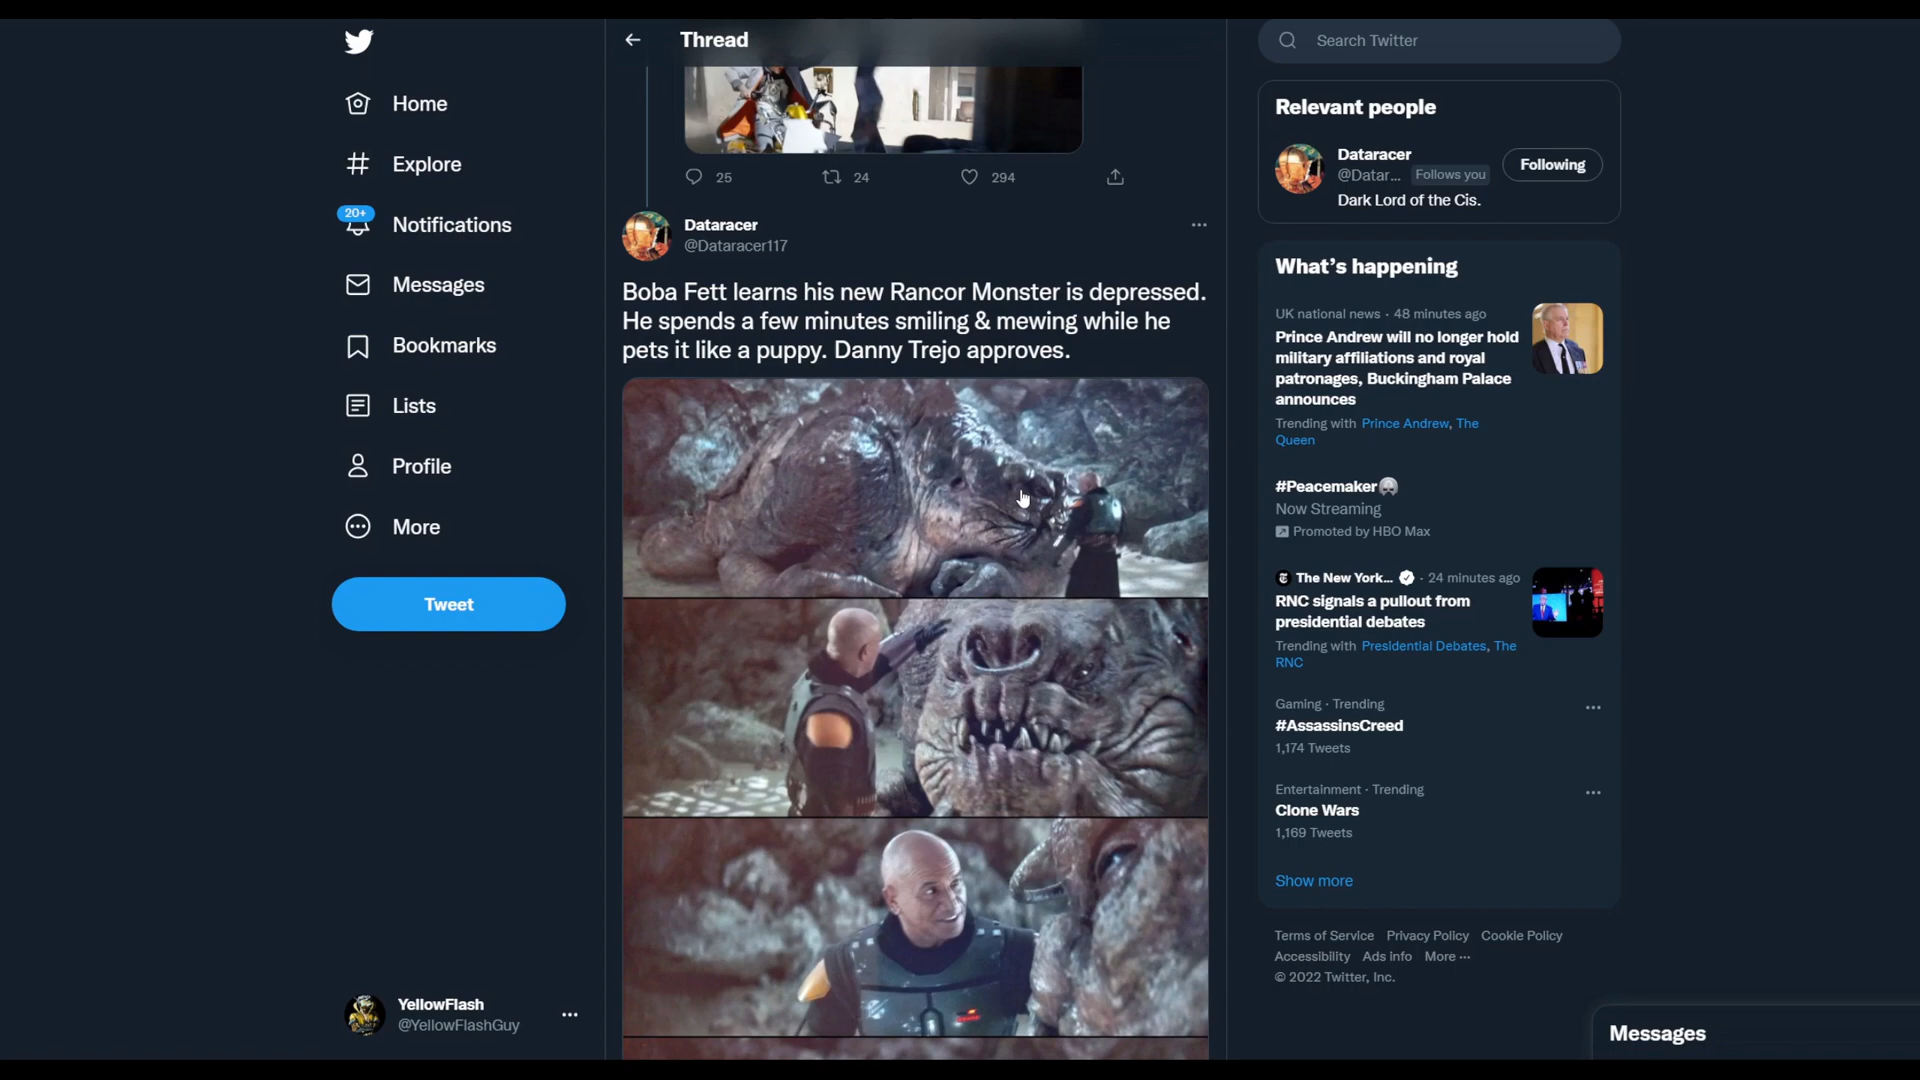 Home
Explore
20+
Notifications
Messages
Bookmarks
Lists
Profile
More
Tweet
YellowFlash
@YellowFlashGuy
Thread
25
24
294
Dataracer
@Dataracer117
Boba Fett learns his new Rancor Monster is depressed.
He spends a few minutes smiling & mewing while he
pets it like a puppy. Danny Trejo approves.
Search Twitter
Relevant people
Dataracer
@Datar... Follows you
Following
Dark Lord of the Cis.
What's happening
UK national news · 48 minutes ago
Prince Andrew will no longer hold
military affiliations and royal
patronages, Buckingham Palace
announces
Trending with Prince Andrew, The
Queen
#Peacemaker
Now Streaming
Promoted by HBO Max
The New York... · 24 minutes ago
RNC signals a pullout from
presidential debates
Trending with Presidential Debates, The
RNC
Gaming · Trending
#AssassinsCreed
1,174 Tweets
Entertainment · Trending
Clone Wars
1,169 Tweets
Show more
Terms of Service Privacy Policy Cookie Policy
Accessibility Ads info More ···
© 2022 Twitter, Inc.
Messages